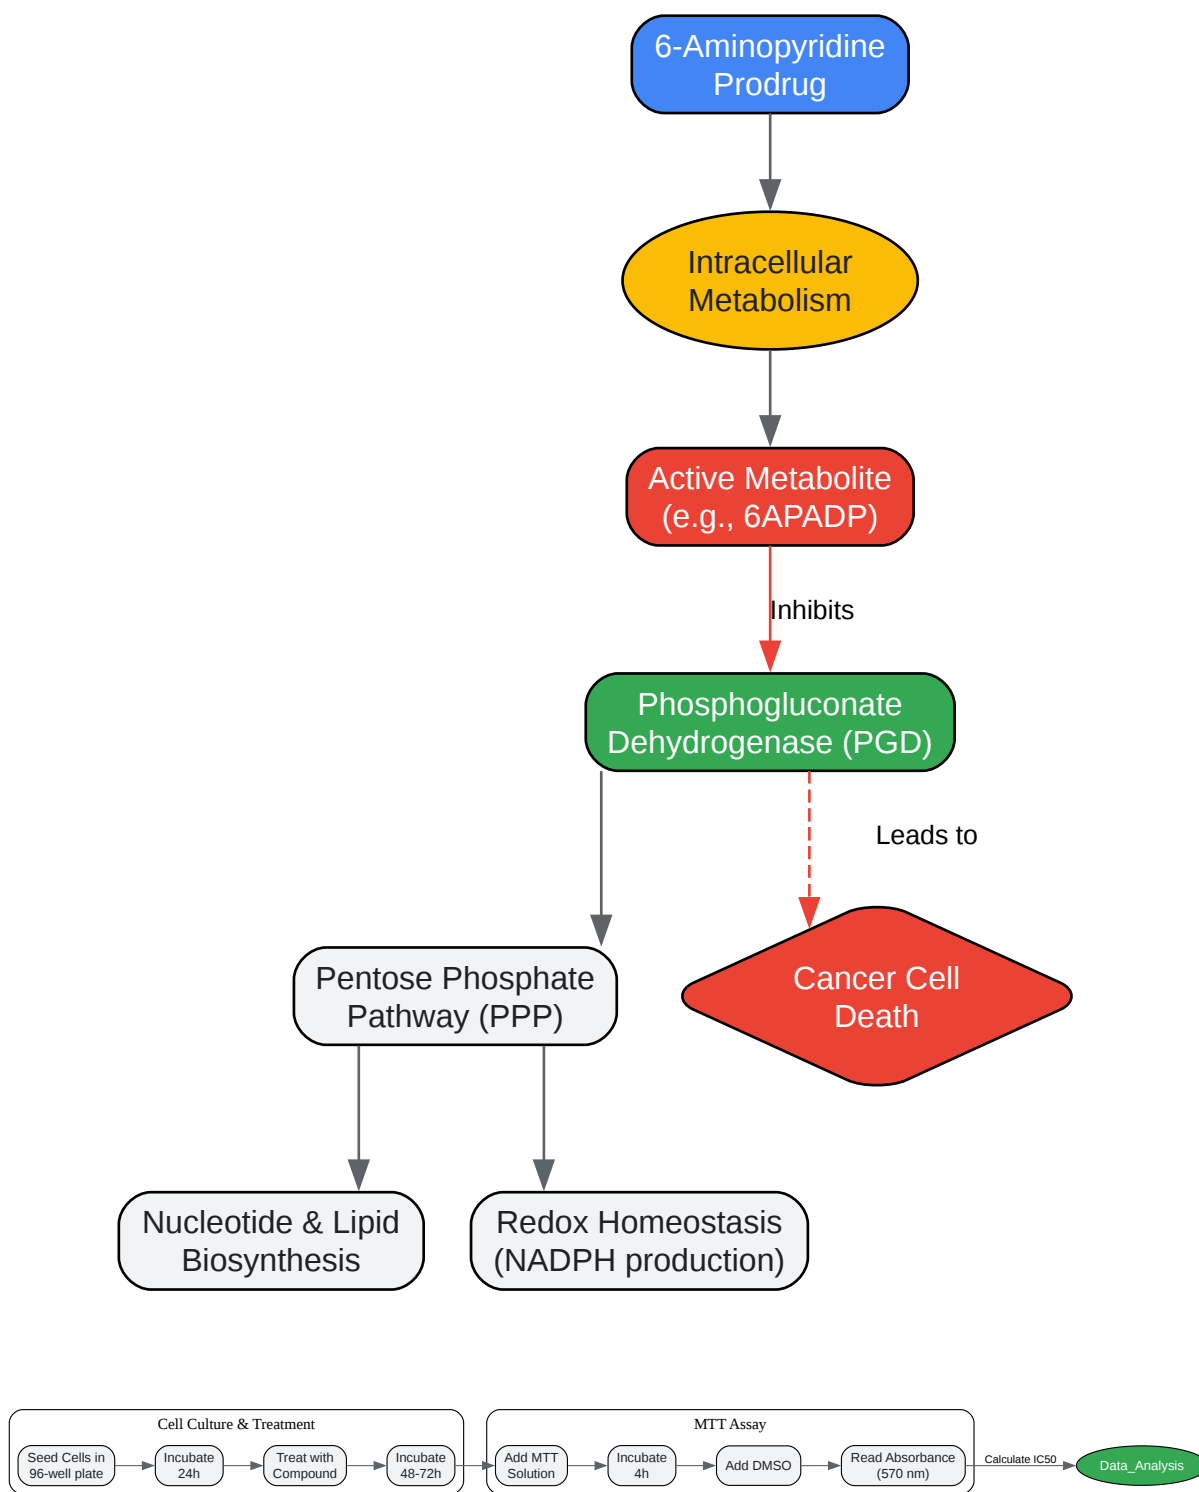 6-Aminopyridine
Prodrug
Intracellular
Metabolism
Active Metabolite
(e.g., 6APADP)
Inhibits
Phosphogluconate
Dehydrogenase (PGD)
Leads to
Pentose Phosphate
Pathway (PPP)
Cancer Cell
Death
Nucleotide & Lipid
Biosynthesis
Redox Homeostasis
(NADPH production)
Cell Culture & Treatment
Seed Cells in
96-well plate
Incubate
24h
Treat with
Compound
Incubate
48-72h
MTT Assay
Add MTT
Solution
Incubate
4h
Add DMSO
Read Absorbance
(570 nm)
Calculate IC50
Data_Analysis